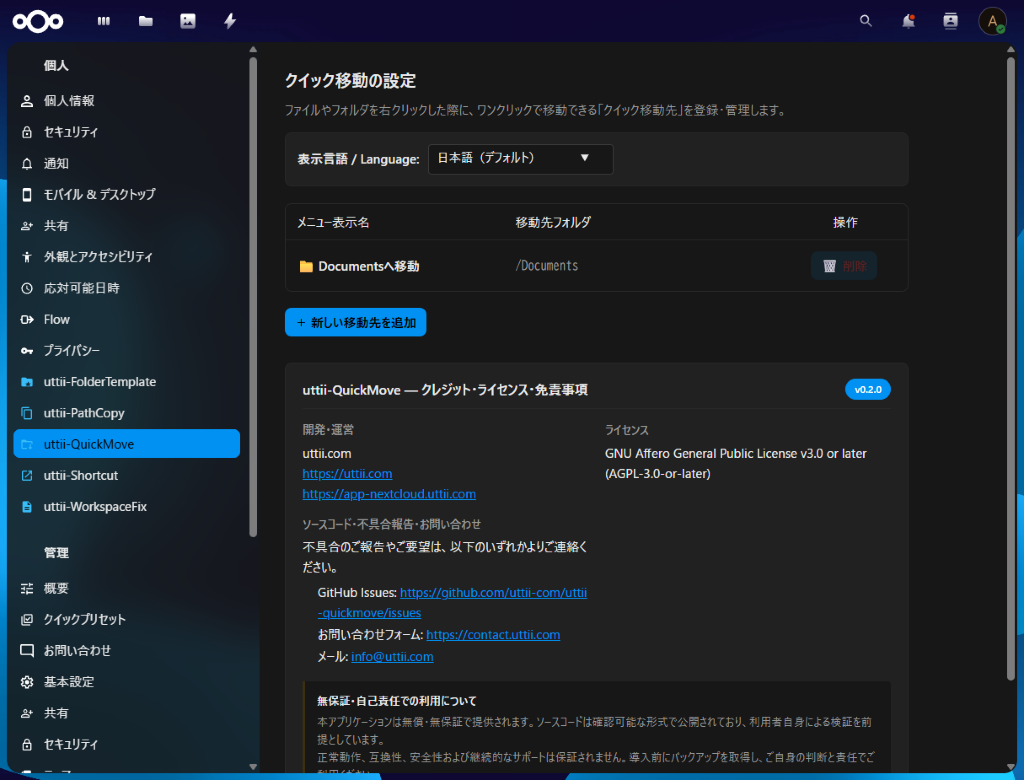 A
個人
個人情報
セキュリティ
通知
モバイル & デスクトップ
共有
外観とアクセシビリティ
応対可能日時
Flow
プライバシー
uttii-FolderTemplate
uttii-PathCopy
uttii-QuickMove
uttii-Shortcut
uttii-WorkspaceFix
管理
概要
クイックプリセット
お問い合わせ
基本設定
共有
セキュリティ
クイック移動の設定
ファイルやフォルダを右クリックした際に、ワンクリックで移動できる「クイック移動先」を登録・管理します。
表示言語 / Language: 日本語（デフォルト） ▼
メニュー表示名 移動先フォルダ 操作
Documentsへ移動 /Documents 削除
+ 新しい移動先を追加
uttii-QuickMove — クレジット・ライセンス・免責事項 v0.2.0
開発・運営
uttii.com
https://uttii.com
https://app-nextcloud.uttii.com
ライセンス
GNU Affero General Public License v3.0 or later
(AGPL-3.0-or-later)
ソースコード・不具合報告・お問い合わせ
不具合のご報告やご要望は、以下のいずれかよりご連絡く
ださい。
GitHub Issues: https://github.com/uttii-com/uttii
-quickmove/issues
お問い合わせフォーム: https://contact.uttii.com
メール: info@uttii.com
無保証・自己責任での利用について
本アプリケーションは無償・無保証で提供されます。ソースコードは確認可能な形式で公開されており、利用者自身による検証を前
提としています。
正常動作、互換性、安全性および継続的なサポートは保証されません。導入前にバックアップを取得し、ご自身の判断と責任でご